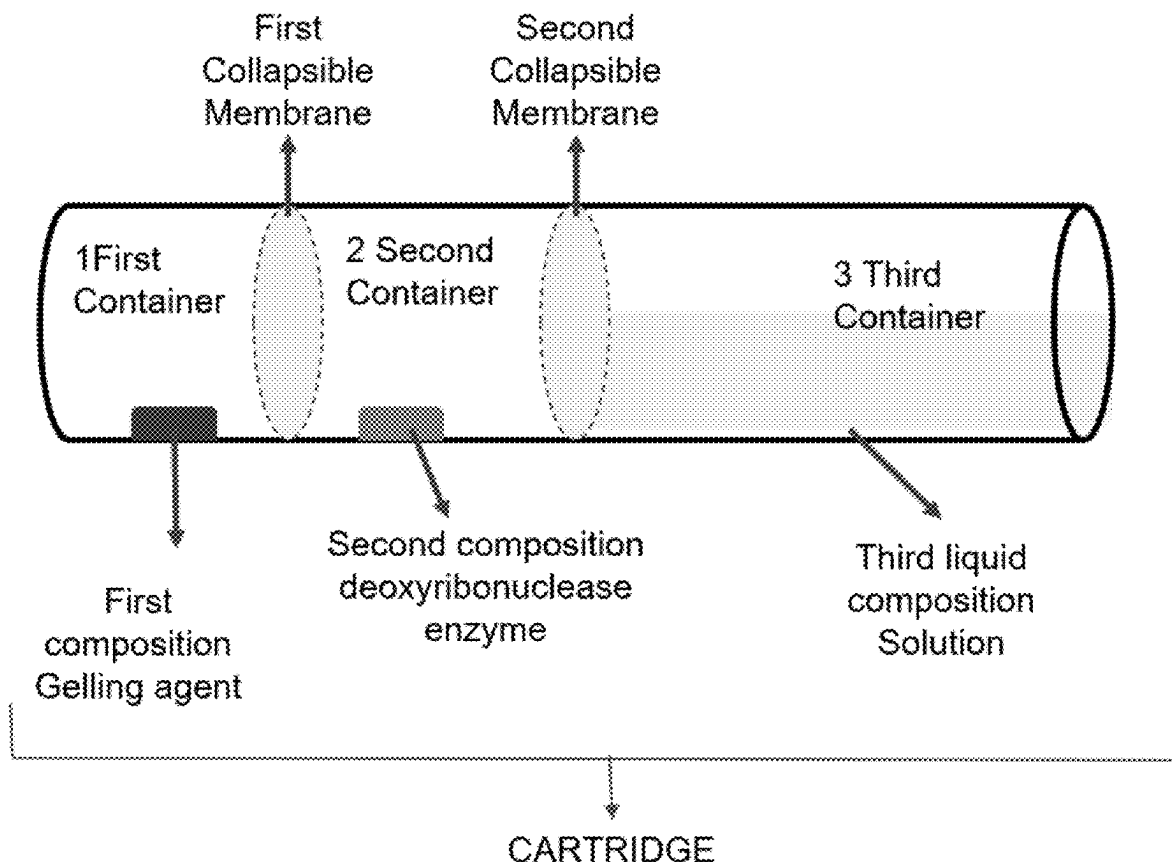 First
Collapsible
Membrane
Second
Collapsible
Membrane
1First
Container
2 Second
Container
3 Third
Container
First
composition
Gelling agent
Second composition
deoxyribonuclease
enzyme
Third liquid
composition
Solution
CARTRIDGE